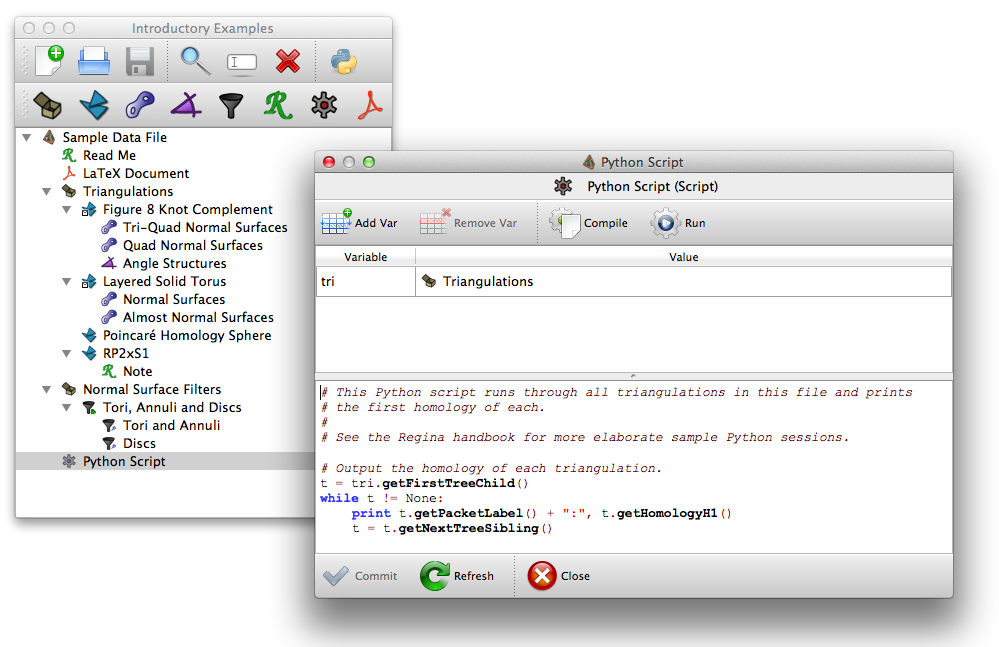 Introductory Examples
Sample Data File
Read Me
LaTeX Document
Triangulations
Figure 8 Knot Complement
Tri-Quad Normal Surfaces
Quad Normal Surfaces
Angle Structures
Layered Solid Torus
Normal Surfaces
Almost Normal Surfaces
Poincaré Homology Sphere
RP2xS1
Note
Normal Surface Filters
Tori, Annuli and Discs
Tori and Annuli
Discs
Python Script
Python Script
Python Script (Script)
Add Var Remove Var Compile Run
Variable Value
tri Triangulations
# This Python script runs through all triangulations in this file and prints
# the first homology of each.
#
# See the Regina handbook for more elaborate sample Python sessions.
# Output the homology of each triangulation.
t = tri.getFirstTreeChild()
while t != None:
    print t.getPacketLabel() + ":", t.getHomologyH1()
    t = t.getNextTreeSibling()
Commit Refresh Close